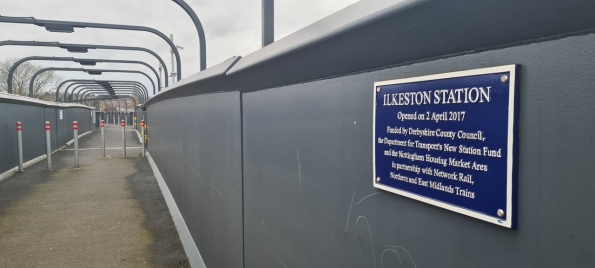 ILKESTON STATION
Opened on 2 April 2017
Funded by Derbyshire County Council,
the Department for Transport's New Station Fund
and the Nottingham Housing Market Area
in partnership with Network Rail,
Northern and East Midlands Trains